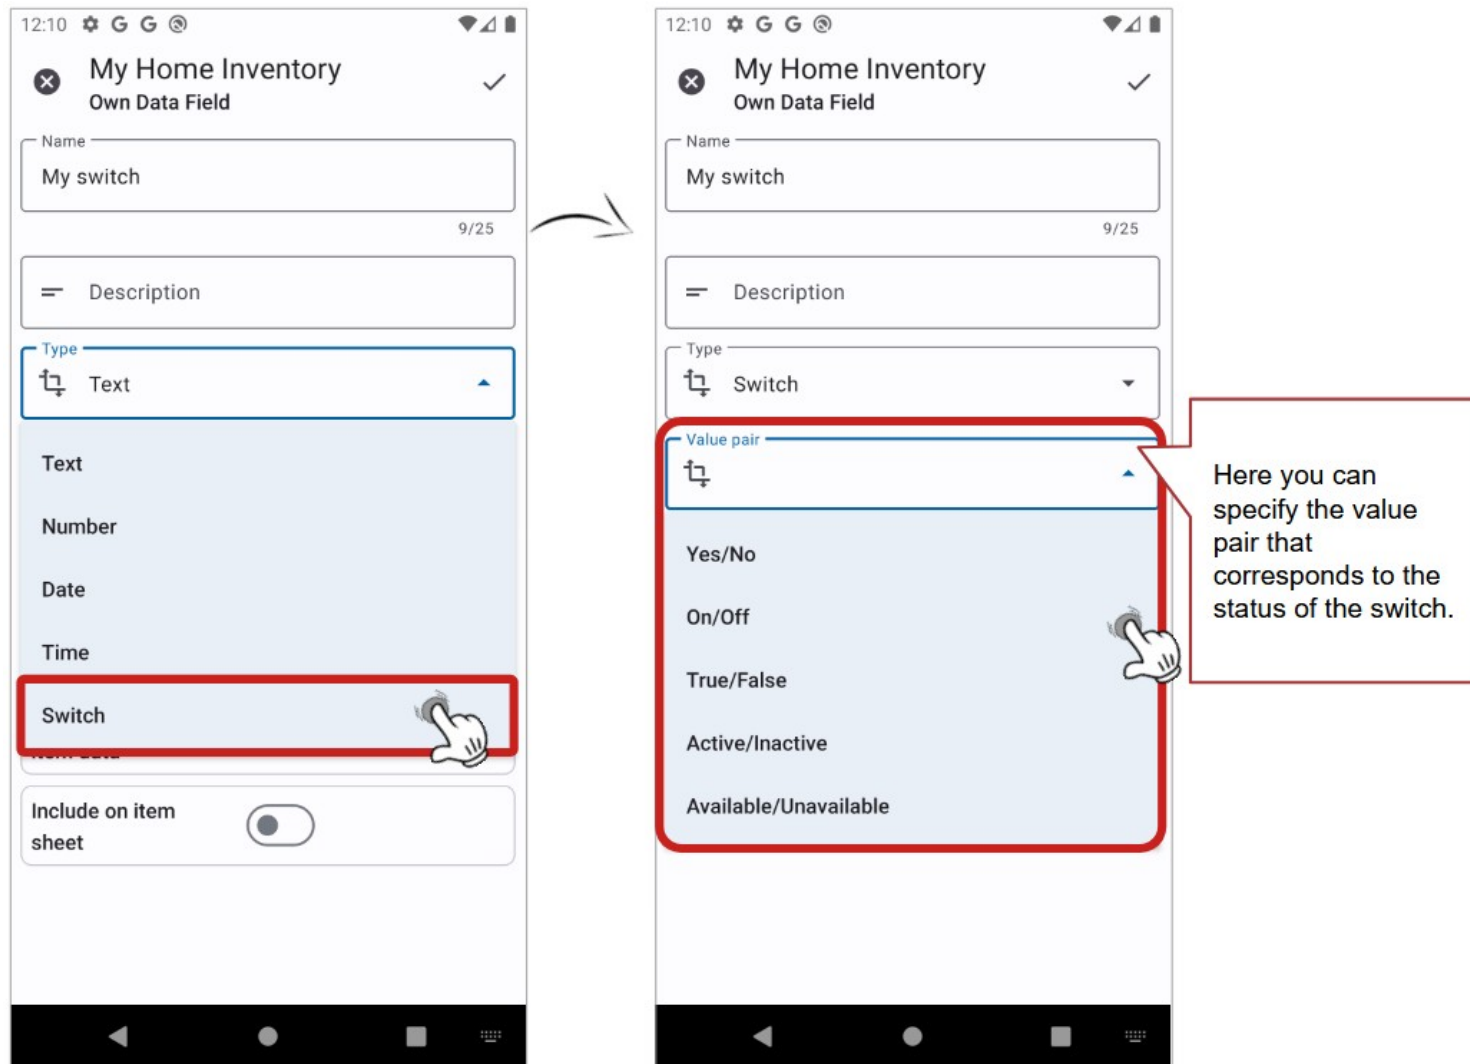 12:10 G G
My Home Inventory
Own Data Field
Name
My switch
9/25
Description
Type
Text
Text
Number
Date
Time
Switch
Include on item
sheet
12:10 G G
My Home Inventory
Own Data Field
Name
My switch
9/25
Description
Type
Switch
Value pair
Yes/No
On/Off
True/False
Active/Inactive
Available/Unavailable
Here you can
specify the value
pair that
corresponds to the
status of the switch.